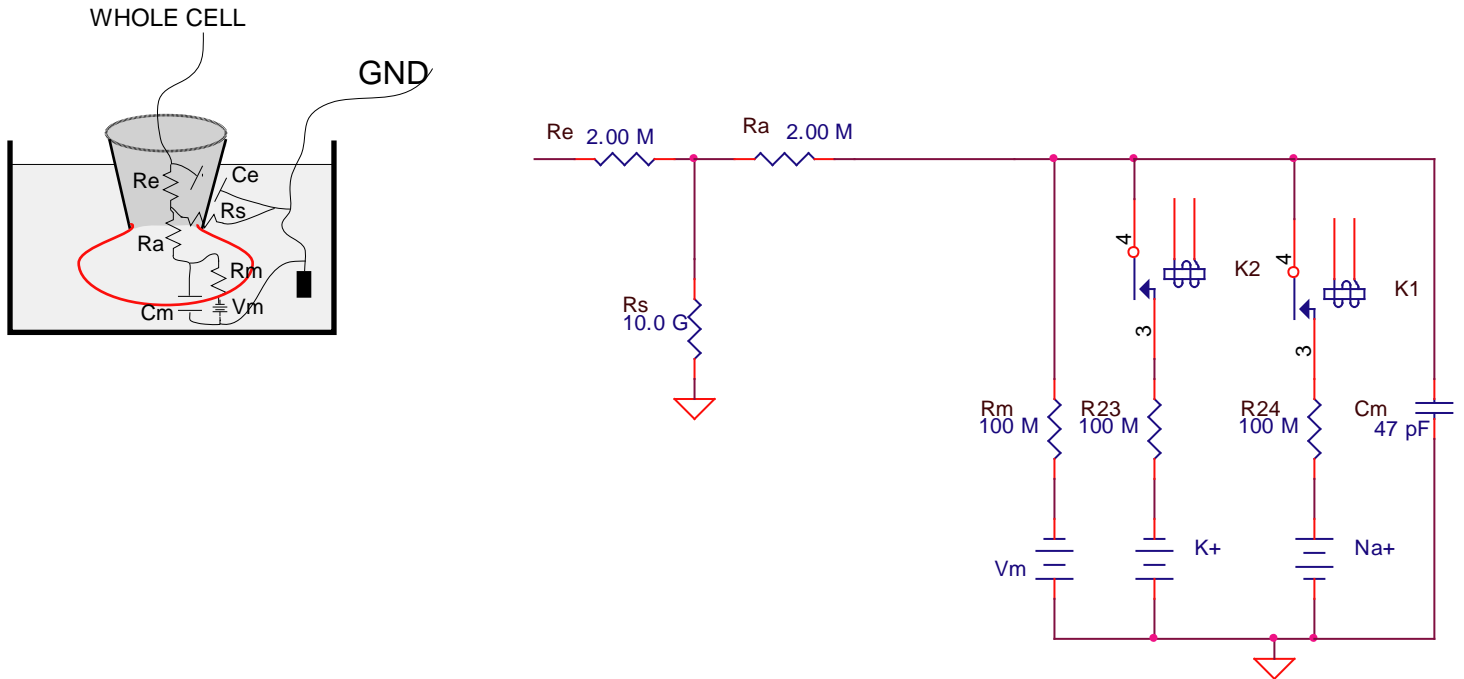 WHOLE CELL
GND
Re
Ce
Rs
Ra
Rm
Cm
Vm
Re 2.00 M
Ra 2.00 M
Rs
10.0 G
4
3
K2
4
3
K1
Rm
100 M
R23
100 M
R24
100 M
Cm
47 pF
Vm
K+
Na+